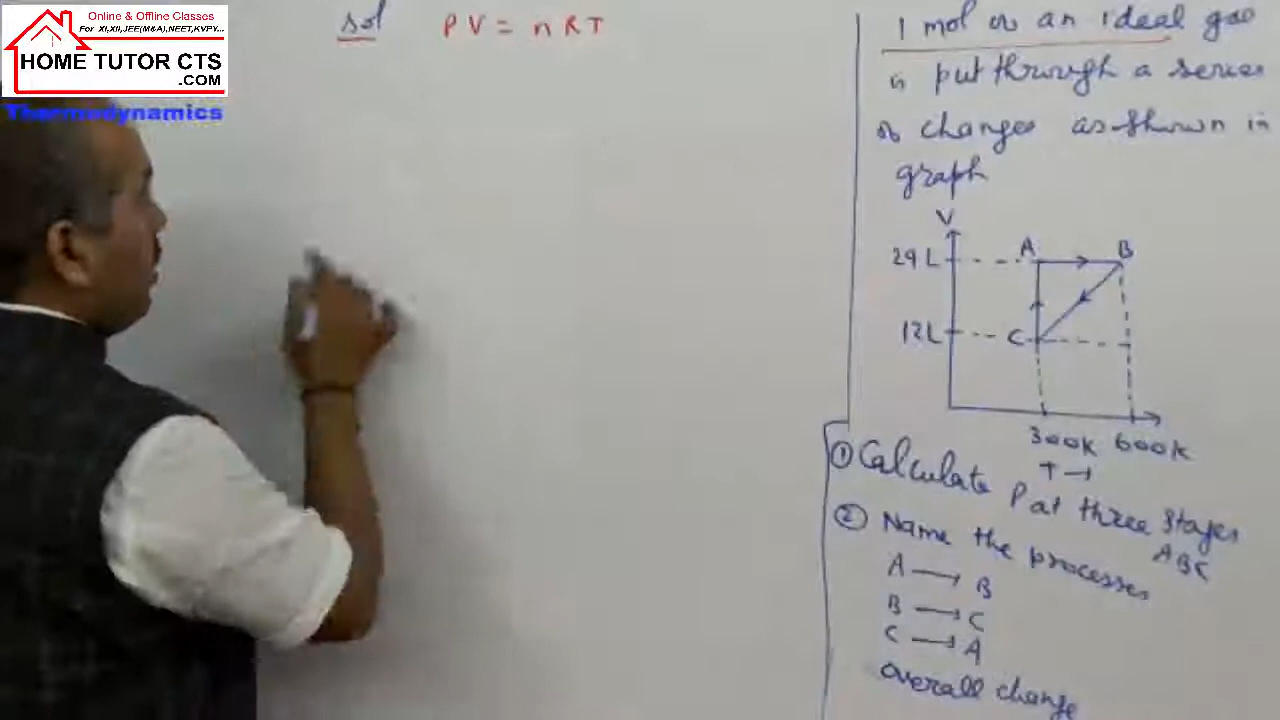 Online & Offline Classes
For XI,XII,JEE(M&A),NEET,KVPY...
HOME TUTOR CTS
.COM
Thermodynamics
sol PV = nRT
1 mol of an ideal gas
is put through a series
of changes as shown in
graph
V
24 L A B
12L C
300K 600K
T →
① Calculate P at three stages
A B C
② Name the processes
A → B
B → C
C → A
overall change